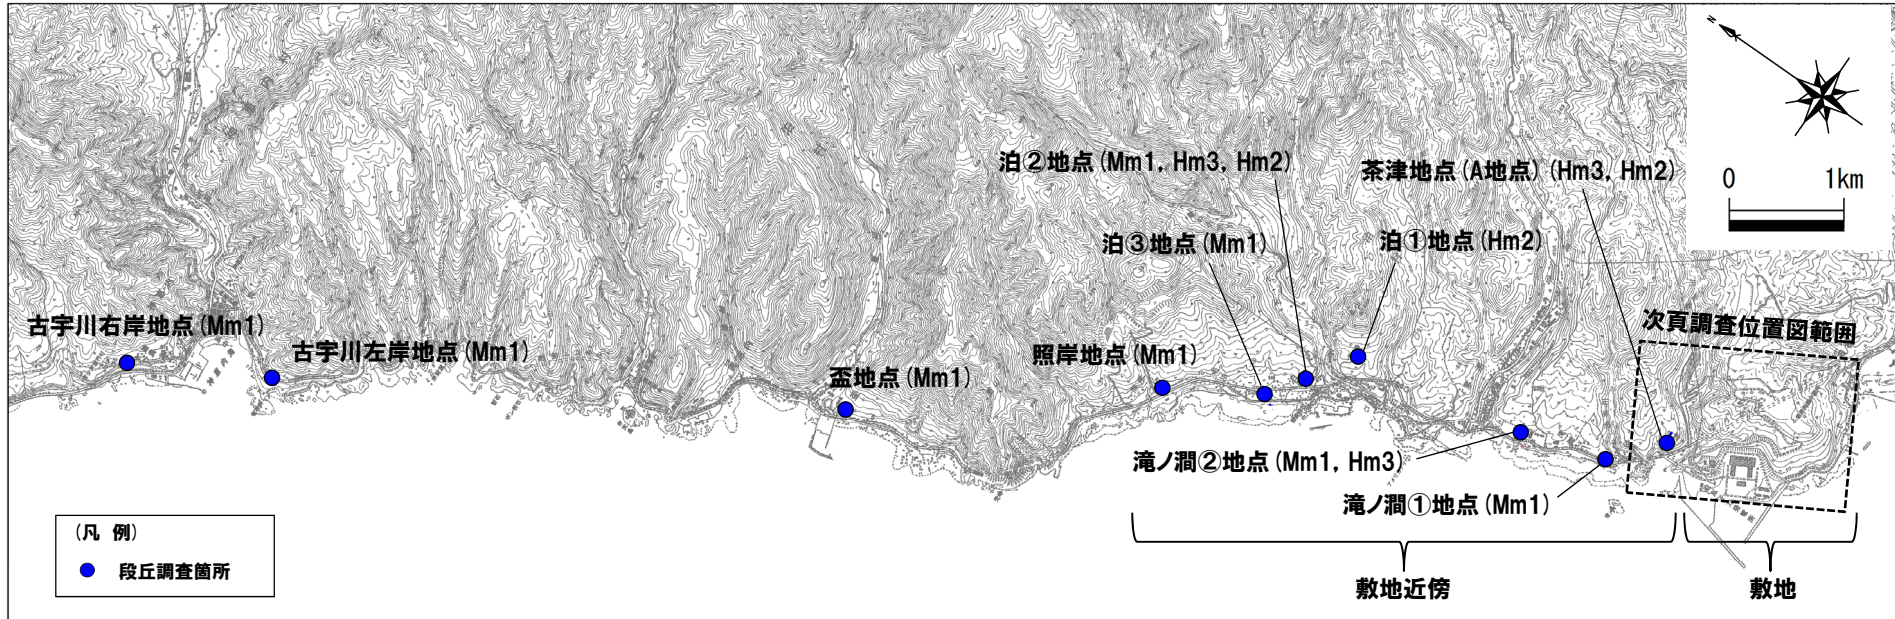 N
0 1km
泊②地点(Mm1, Hm3, Hm2)
茶津地点(A地点)(Hm3, Hm2)
泊③地点(Mm1)
泊①地点(Hm2)
次頁調査位置図範囲
古宇川右岸地点(Mm1)
古宇川左岸地点(Mm1)
盃地点(Mm1)
照岸地点(Mm1)
滝ノ澗②地点(Mm1, Hm3)
滝ノ澗①地点(Mm1)
(凡 例)
段丘調査箇所
敷地近傍
敷地